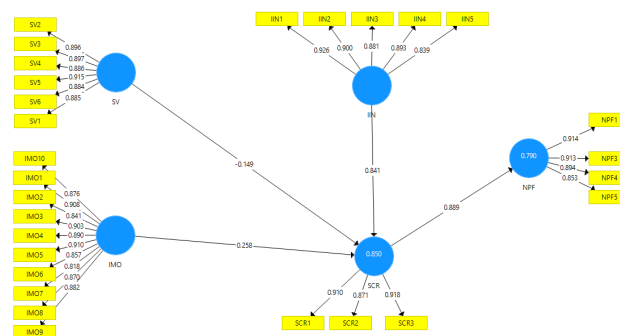 SV2
SV3
SV4
SV5
SV6
SV1
0.896
0.897
0.886
0.915
0.884
0.885
SV
IIN1
IIN2
IIN3
IIN4
IIN5
0.926
0.900
0.881
0.893
0.839
IIN
-0.149
0.841
0.258
0.889
IMO10
IMO1
IMO2
IMO3
IMO4
IMO5
IMO6
IMO7
IMO8
IMO9
0.876
0.908
0.841
0.903
0.890
0.910
0.857
0.818
0.870
0.882
IMO
0.850
SCR
0.910
0.871
0.918
SCR1
SCR2
SCR3
0.790
NPF
0.914
0.913
0.894
0.853
NPF1
NPF3
NPF4
NPF5